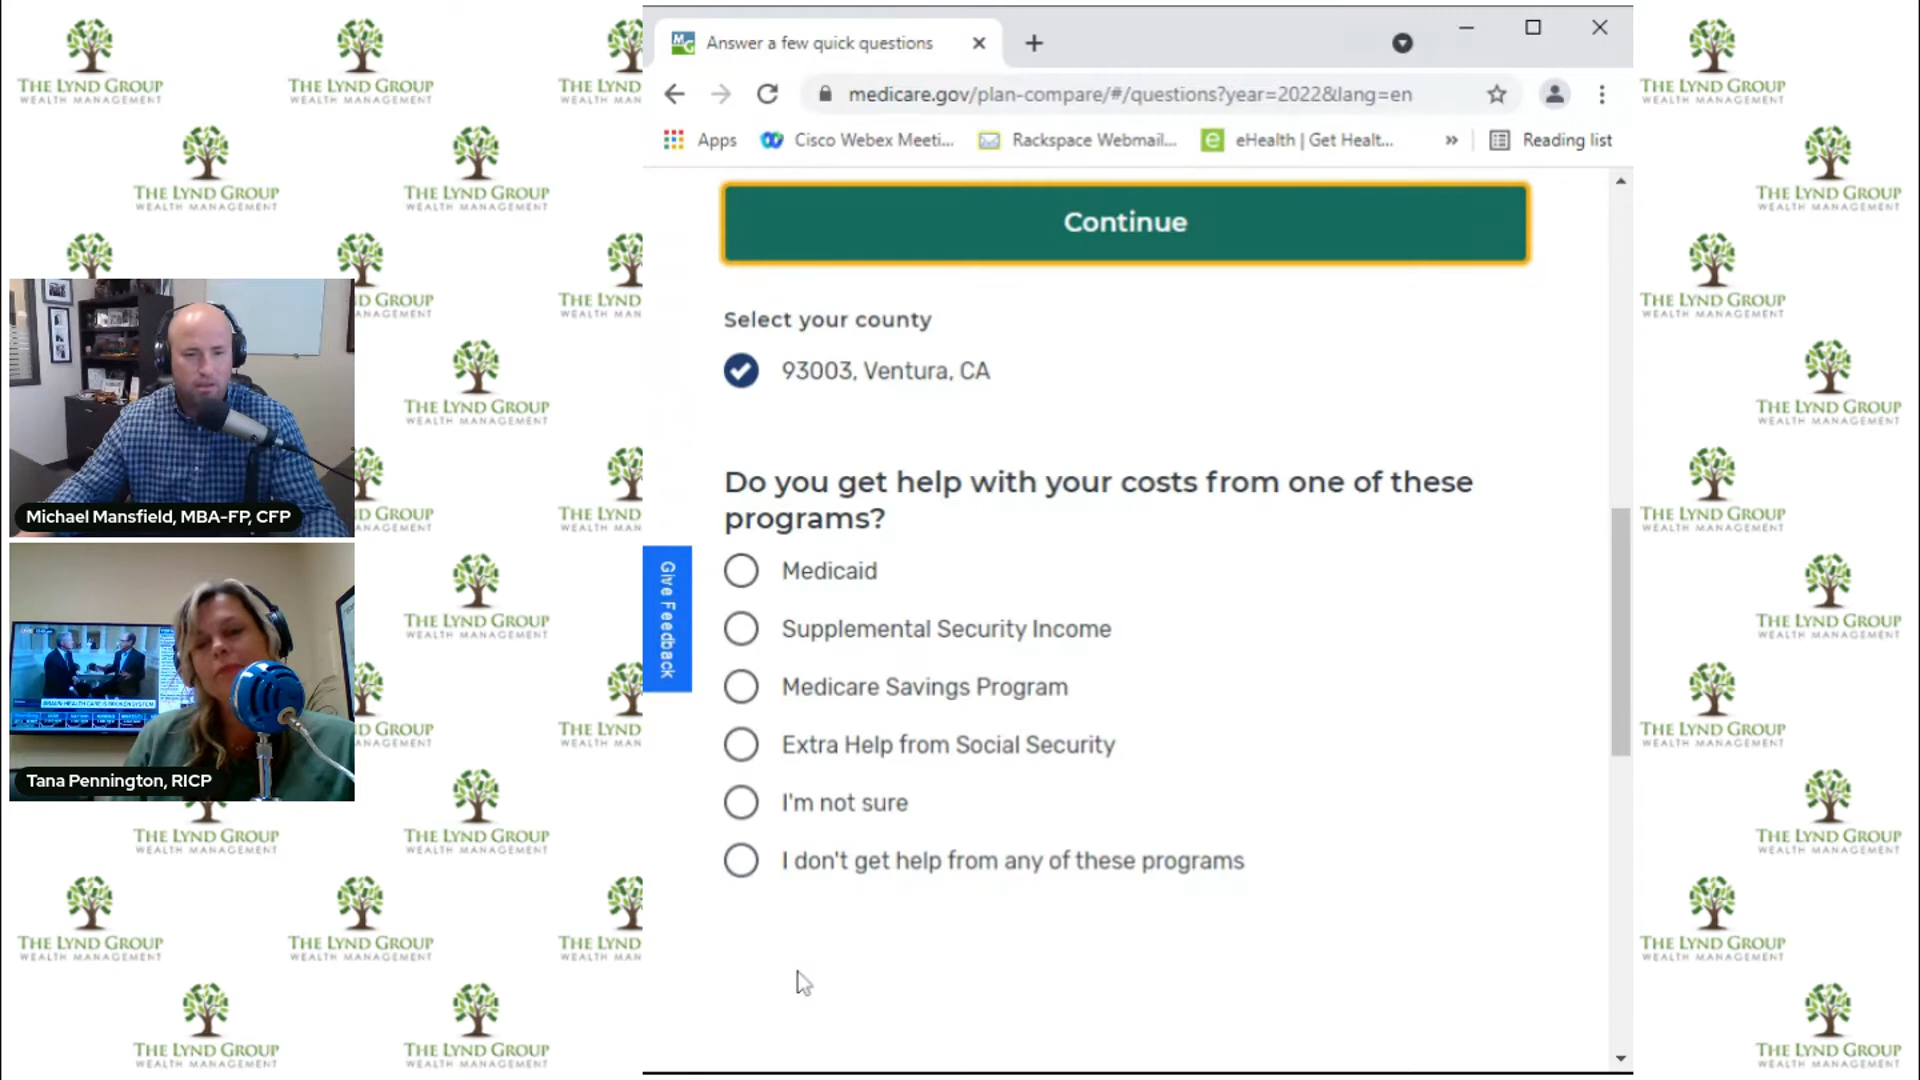 Answer a few quick questions
medicare.gov/plan-compare/#/questions?year=2022&lang=en
Apps
Cisco Webex Meeti...
Rackspace Webmail...
eHealth | Get Healt...
»
Reading list
Continue
Select your county
93003, Ventura, CA
Do you get help with your costs from one of these
programs?
Medicaid
Supplemental Security Income
Medicare Savings Program
Extra Help from Social Security
I'm not sure
I don't get help from any of these programs
Give Feedback
Michael Mansfield, MBA-FP, CFP
Tana Pennington, RICP
THE LYND GROUP
WEALTH MANAGEMENT